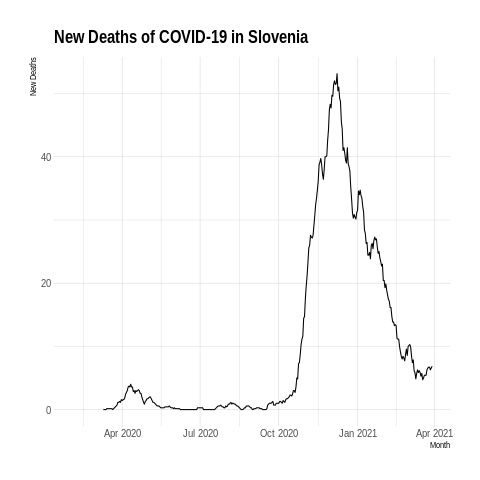 New Deaths of COVID-19 in Slovenia
New Deaths
40
20
0
Apr 2020 Jul 2020 Oct 2020 Jan 2021 Apr 2021
Month